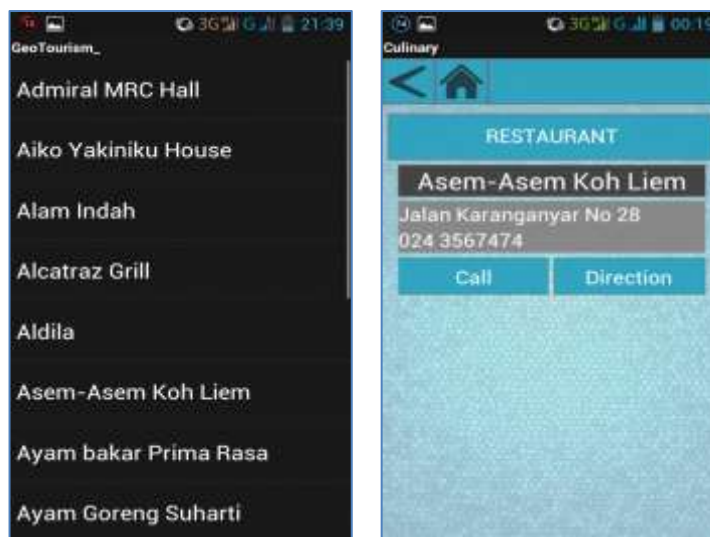 3G G 21:39
GeoTourism_
Admiral MRC Hall
Aiko Yakiniku House
Alam Indah
Alcatraz Grill
Aldila
Asem-Asem Koh Liem
Ayam bakar Prima Rasa
Ayam Goreng Suharti
3G G 00:19
Culinary
RESTAURANT
Asem-Asem Koh Liem
Jalan Karanganyar No 28
024 3567474
Call Direction